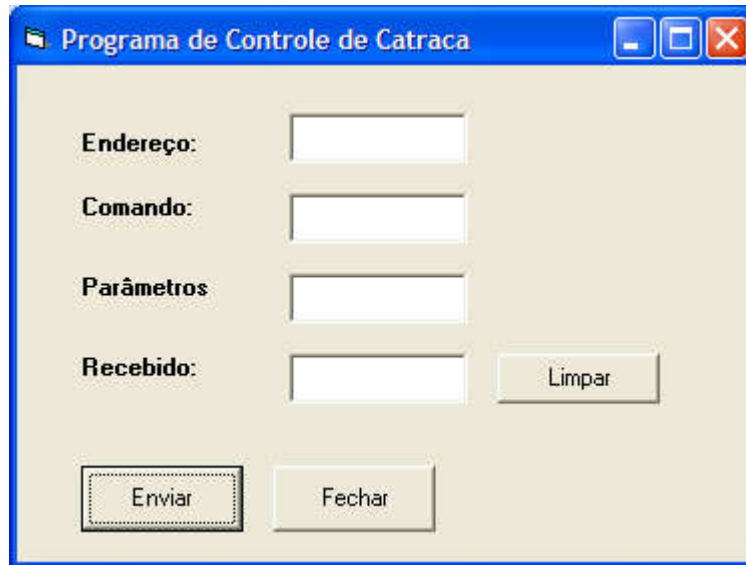 Programa de Controle de Catraca
Endereço:
Comando:
Parâmetros
Recebido:
Limpar
Enviar
Fechar